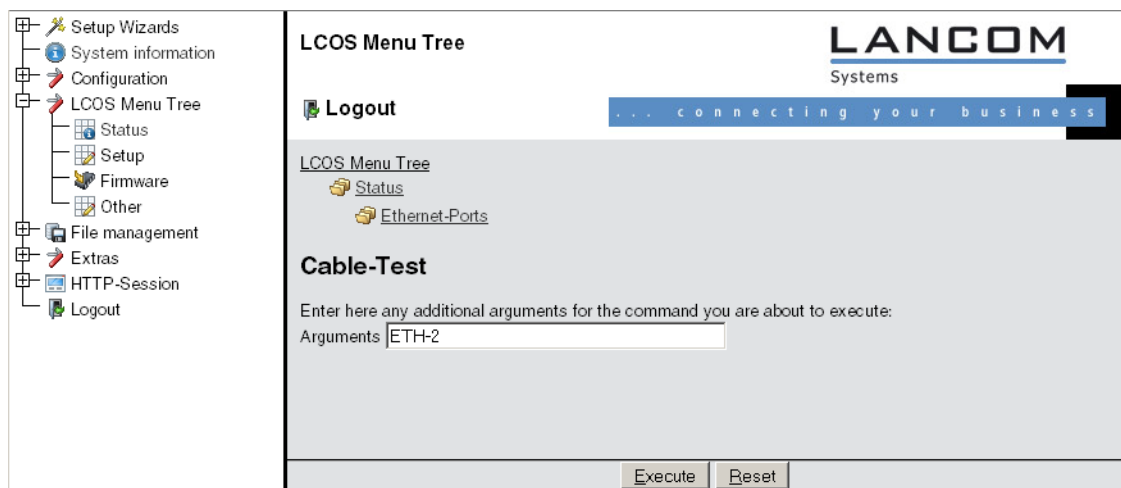 Setup Wizards
System information
Configuration
LCOS Menu Tree
Status
Setup
Firmware
Other
File management
Extras
HTTP-Session
Logout
LCOS Menu Tree
LANCOM
Systems
Logout
... connecting your business
LCOS Menu Tree
Status
Ethernet-Ports
Cable-Test
Enter here any additional arguments for the command you are about to execute:
Arguments ETH-2
Execute Reset